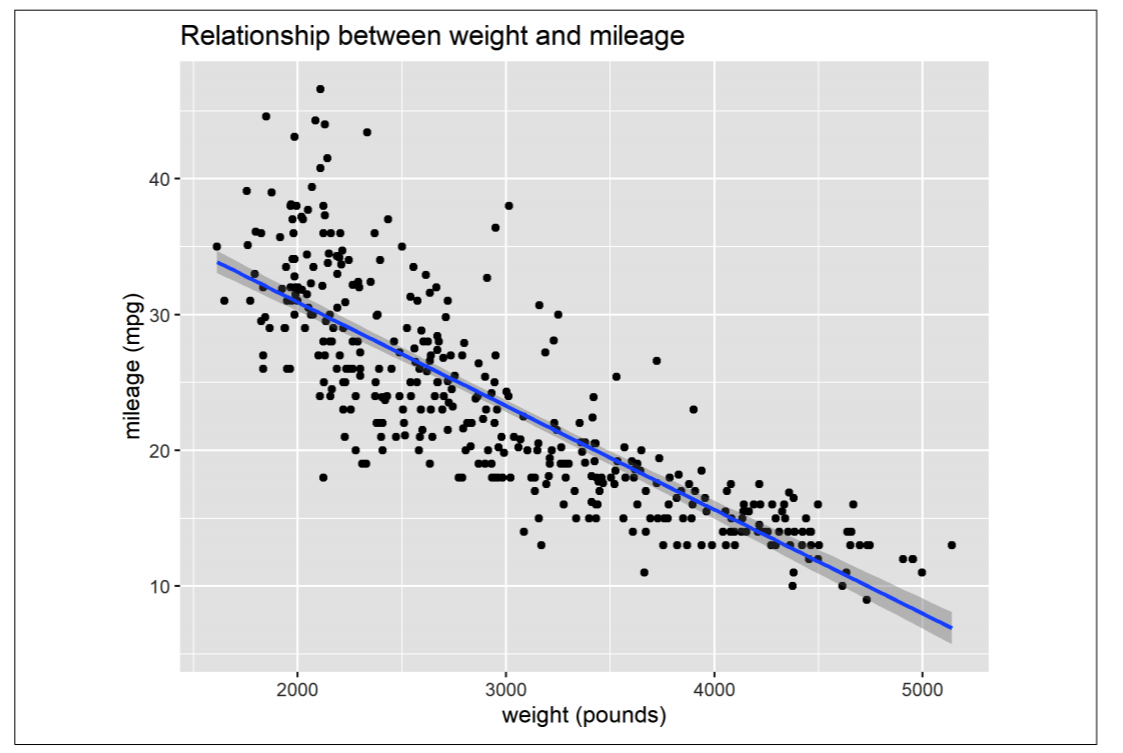 Relationship between weight and mileage
40
30
20
10
mileage (mpg)
2000 3000 4000 5000
weight (pounds)